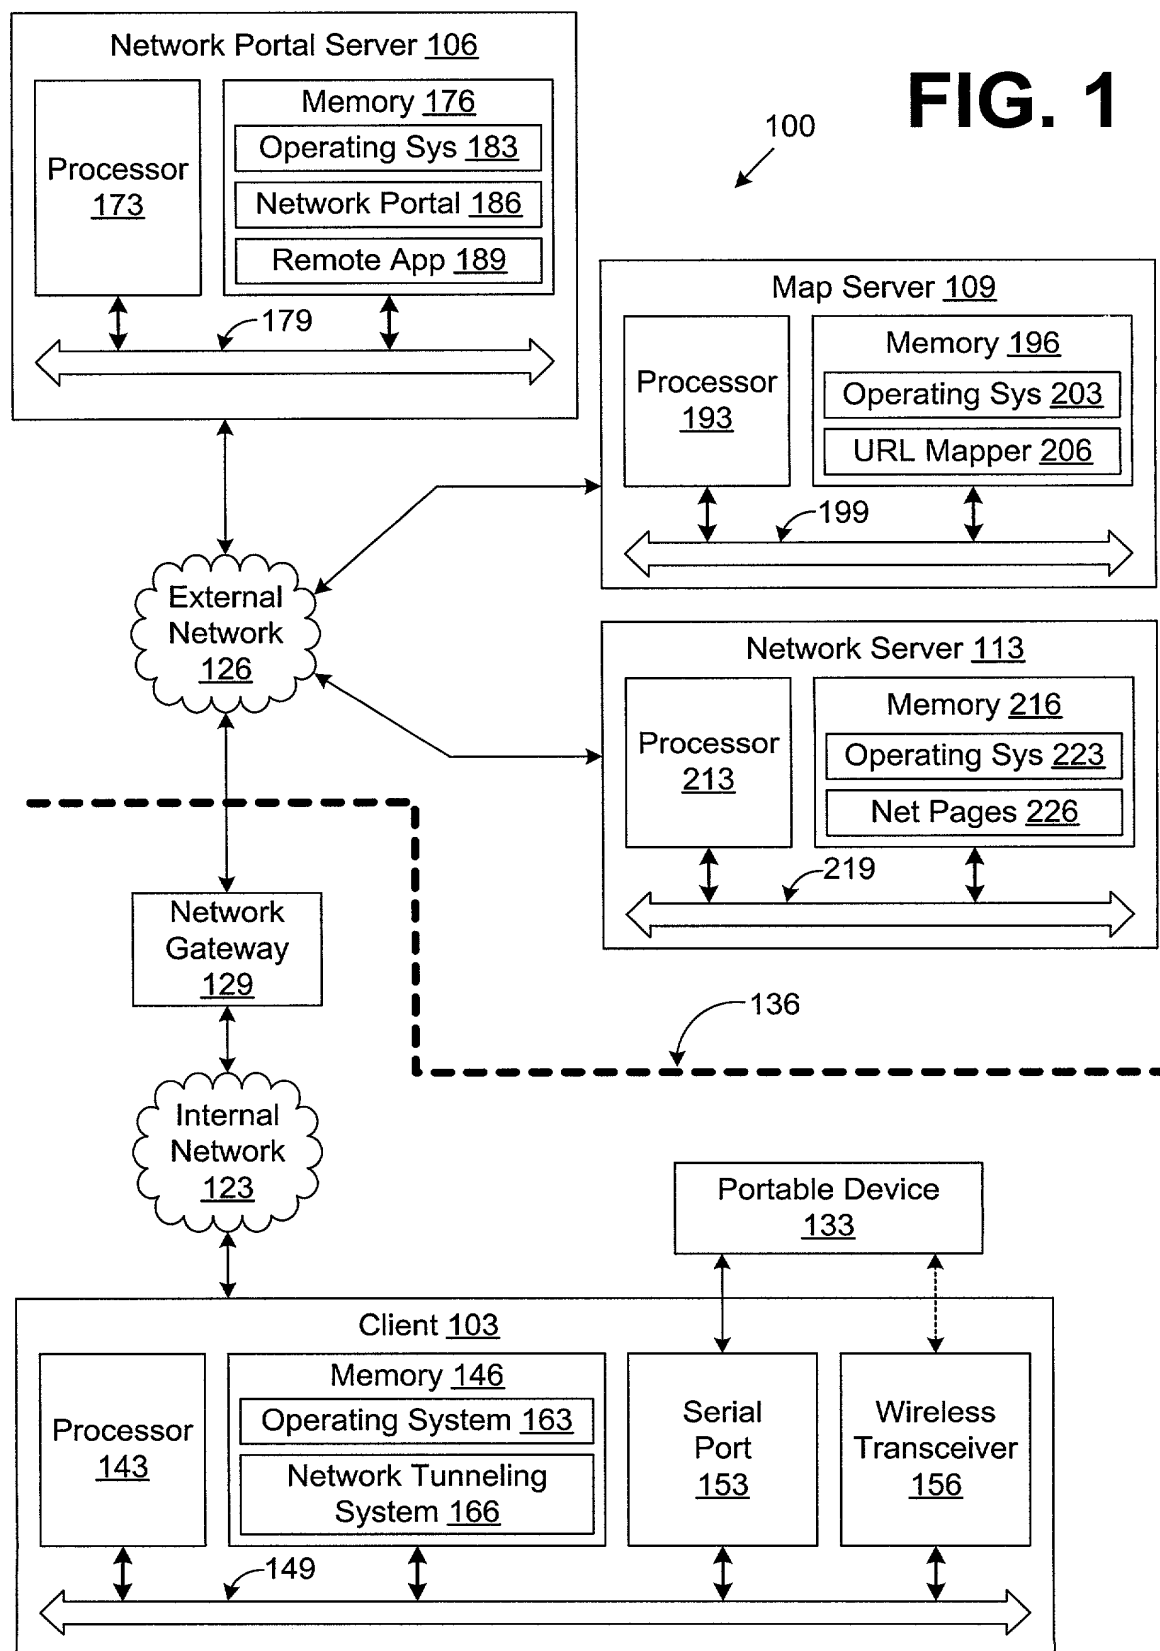 Network Portal Server 106
Processor
173
Memory 176
Operating Sys 183
Network Portal 186
Remote App 189
179
FIG. 1
100
Map Server 109
Processor
193
Memory 196
Operating Sys 203
URL Mapper 206
199
External
Network
126
Network Server 113
Processor
213
Memory 216
Operating Sys 223
Net Pages 226
219
Network
Gateway
129
136
Internal
Network
123
Portable Device
133
Client 103
Processor
143
Memory 146
Operating System 163
Network Tunneling
System 166
Serial
Port
153
Wireless
Transceiver
156
149